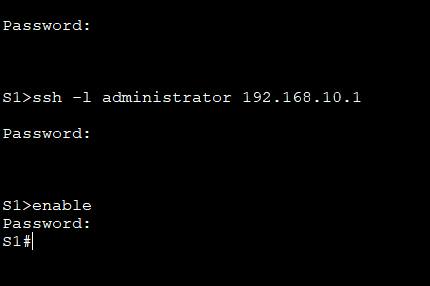 Password:
S1>ssh -l administrator 192.168.10.1
Password:
S1>enable
Password:
S1#